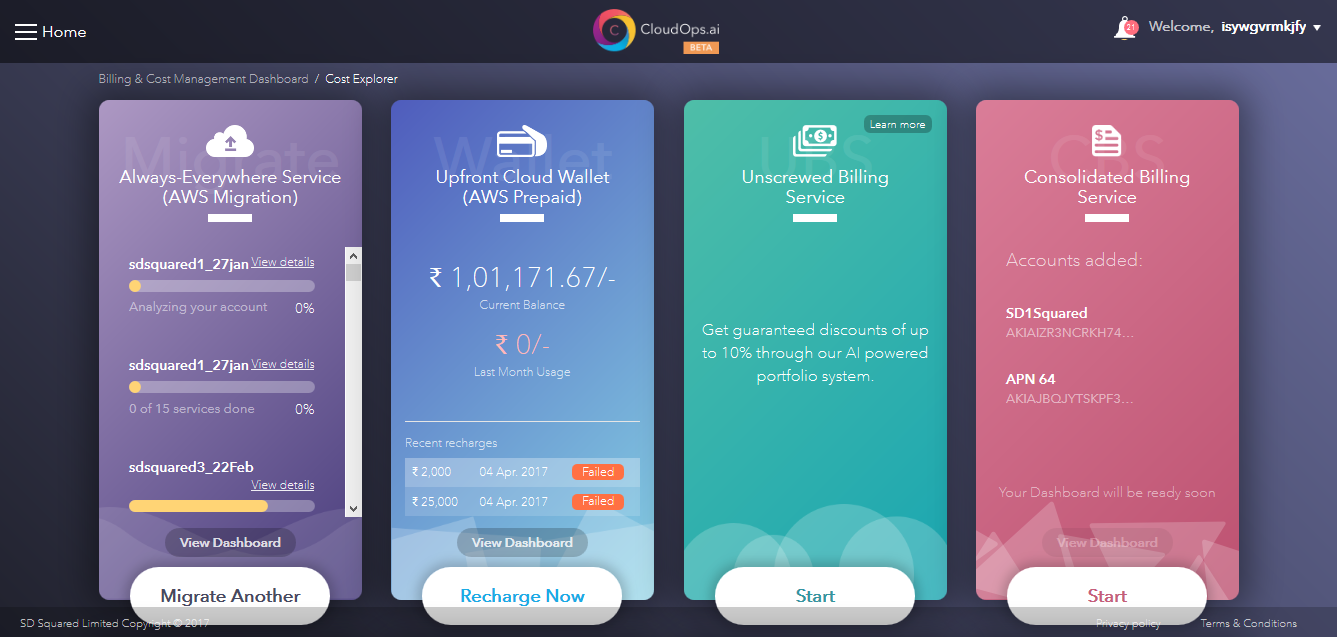 Home
C
CloudOps.ai
BETA
21
Welcome, isywgvrmkjfy
Billing & Cost Management Dashboard / Cost Explorer
Migrate
Always-Everywhere Service
(AWS Migration)
sdsquared1_27jan View details
Analyzing your account 0%
sdsquared1_27jan View details
0 of 15 services done 0%
sdsquared3_22Feb
View details
View Dashboard
Migrate Another
Wallet
Upfront Cloud Wallet
(AWS Prepaid)
₹ 1,01,171.67/-
Current Balance
₹ 0/-
Last Month Usage
Recent recharges
₹ 2,000 04 Apr. 2017 Failed
₹ 25,000 04 Apr. 2017 Failed
View Dashboard
Recharge Now
Learn more
UBS
Unscrewed Billing
Service
Get guaranteed discounts of up
to 10% through our AI powered
portfolio system.
Start
CBS
Consolidated Billing
Service
Accounts added:
SD1Squared
AKIAIZR3NCRKH74...
APN 64
AKIAJBQJYTSKPF3...
Your Dashboard will be ready soon
View Dashboard
Start
SD Squared Limited Copyright © 2017
Privacy policy
Terms & Conditions